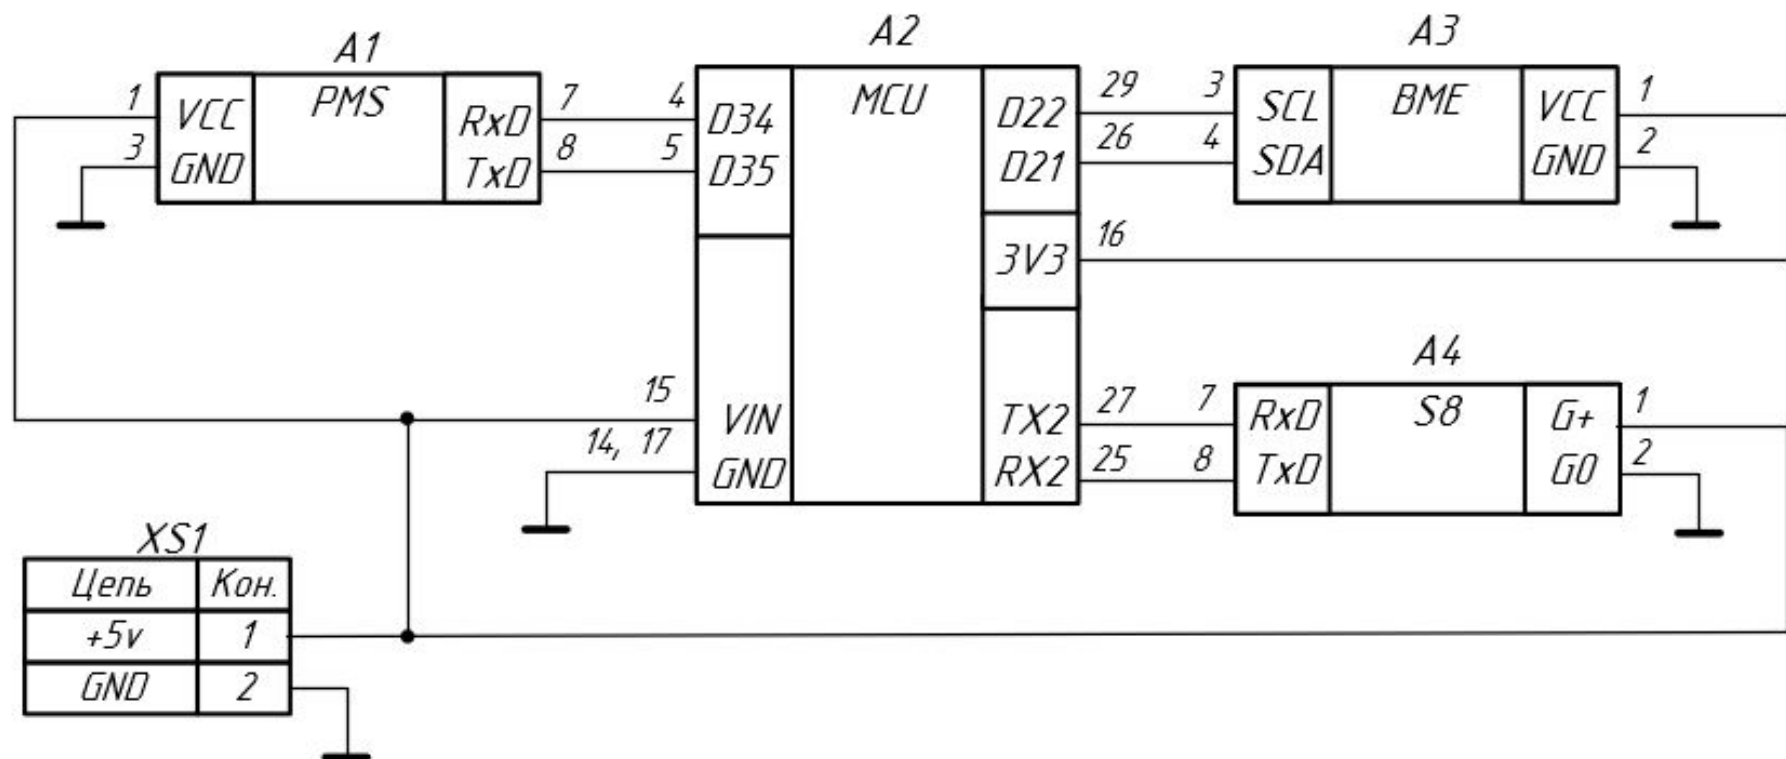 A1
1 VCC PMS RxD 7
3 GND TxD 8
A2
4 D34 MCU D22 29
5 D35 D21 26
3V3 16
15 VIN TX2 27
14, 17 GND RX2 25
A3
3 SCL BME VCC 1
4 SDA GND 2
A4
7 RxD S8 G+ 1
8 TxD G0 2
XS1
Цепь Кон.
+5v 1
GND 2